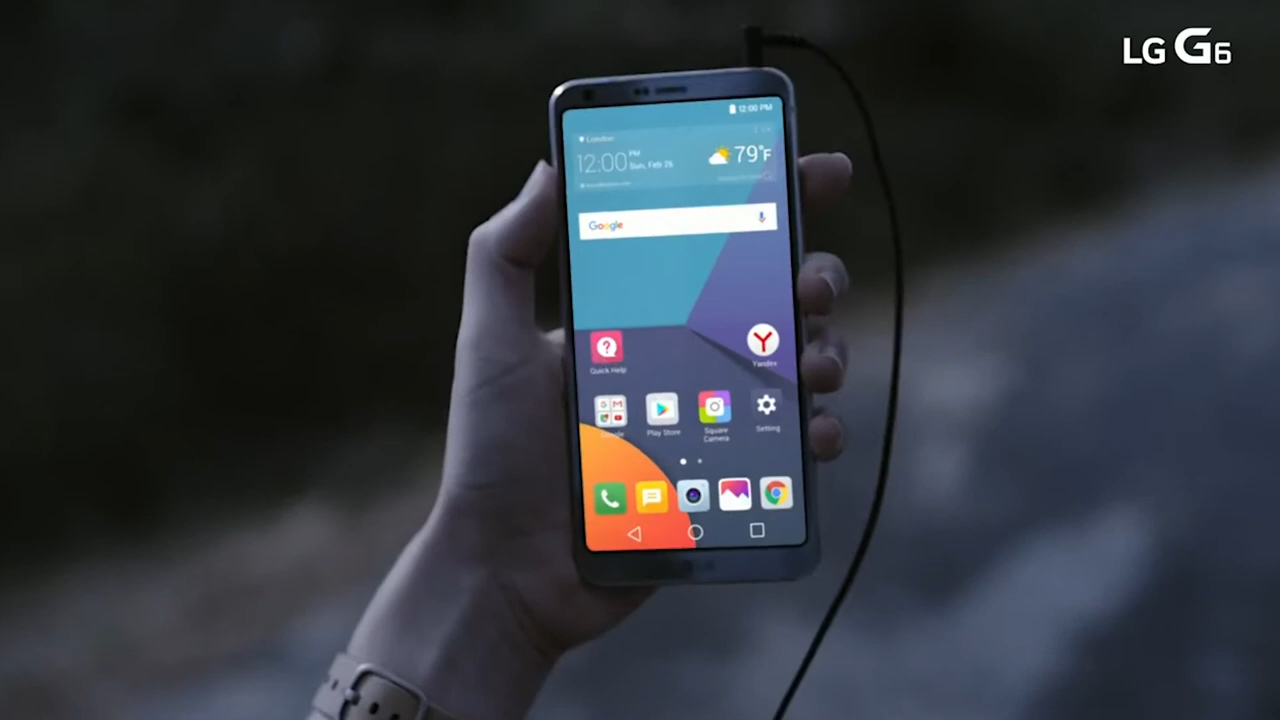 LG G6
12:00 PM
London
12:00 PM
Sun, Feb 26
79°F
Google
Quick Help
Yandex
Google
Play Store
Square
Camera
Setting